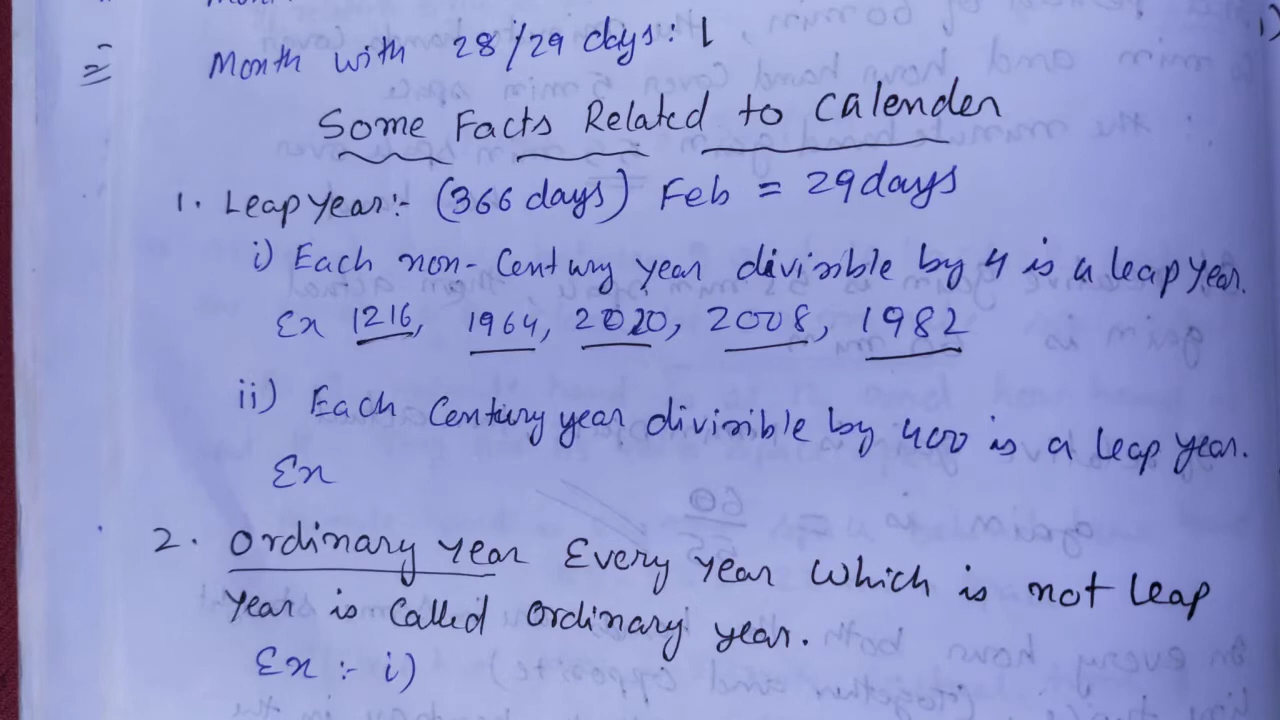 Month with 28/29 days: 1
Some Facts Related to Calender
1. Leap year:- (366 days) Feb = 29 days
i) Each non-Century year divisible by 4 is a leap year.
Ex 1216, 1964, 2020, 2008, 1982
ii) Each Century year divisible by 400 is a leap year.
Ex
2. Ordinary year Every year which is not leap
year is called ordinary year.
Ex :- i)